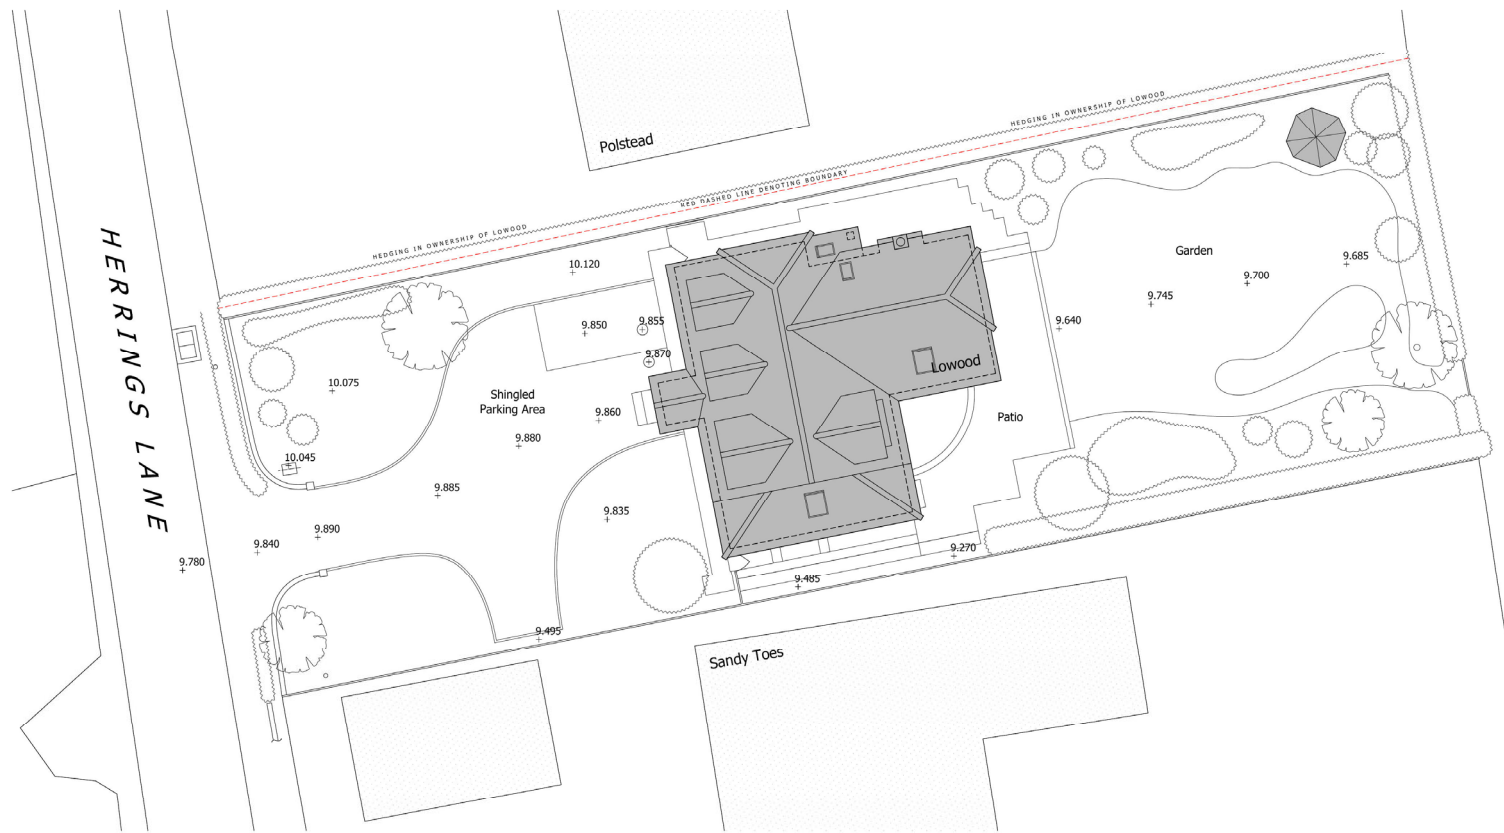 Polstead
HEDGING IN OWNERSHIP OF LOWOOD
RED DASHED LINE DENOTING BOUNDARY
HEDGING IN OWNERSHIP OF LOWOOD
HERRINGS LANE
10.120
9.850
9.855
9.870
10.075
Shingled
Parking Area
9.860
9.880
10.045
9.885
9.835
9.890
9.840
9.780
9.495
Lowood
Patio
Garden
9.685
9.700
9.745
9.640
9.270
9.485
Sandy Toes